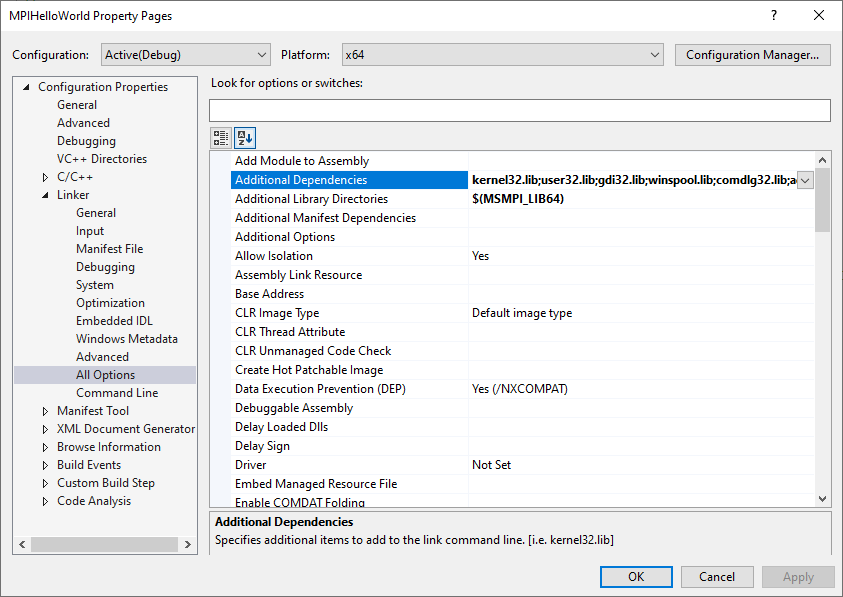 MPIHelloWorld Property Pages
?
Configuration: Active(Debug) Platform: x64 Configuration Manager...
Configuration Properties
General
Advanced
Debugging
VC++ Directories
C/C++
Linker
General
Input
Manifest File
Debugging
System
Optimization
Embedded IDL
Windows Metadata
Advanced
All Options
Command Line
Manifest Tool
XML Document Generator
Browse Information
Build Events
Custom Build Step
Code Analysis
Look for options or switches:
Add Module to Assembly
Additional Dependencies kernel32.lib;user32.lib;gdi32.lib;winspool.lib;comdlg32.lib;a
Additional Library Directories $(MSMPI_LIB64)
Additional Manifest Dependencies
Additional Options
Allow Isolation Yes
Assembly Link Resource
Base Address
CLR Image Type Default image type
CLR Thread Attribute
CLR Unmanaged Code Check
Create Hot Patchable Image
Data Execution Prevention (DEP) Yes (/NXCOMPAT)
Debuggable Assembly
Delay Loaded Dlls
Delay Sign
Driver Not Set
Embed Managed Resource File
Enable COMDAT Folding
Additional Dependencies
Specifies additional items to add to the link command line. [i.e. kernel32.lib]
OK Cancel Apply